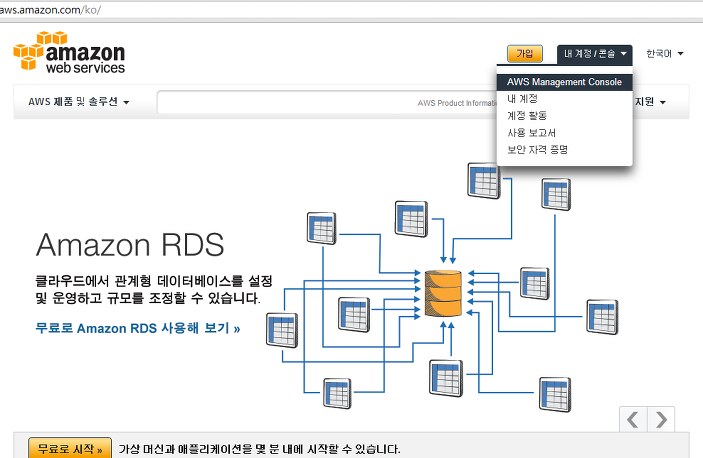 aws.amazon.com/ko/
amazon
web services
가입
내 계정 / 콘솔
한국어
AWS Management Console
내 계정
계정 활동
사용 보고서
보안 자격 증명
AWS 제품 및 솔루션
AWS Product Informati
지원
Amazon RDS
클라우드에서 관계형 데이터베이스를 설정
및 운영하고 규모를 조정할 수 있습니다.
무료로 Amazon RDS 사용해 보기 »
무료로 시작 »
가상 머신과 애플리케이션을 몇 분 내에 시작할 수 있습니다.